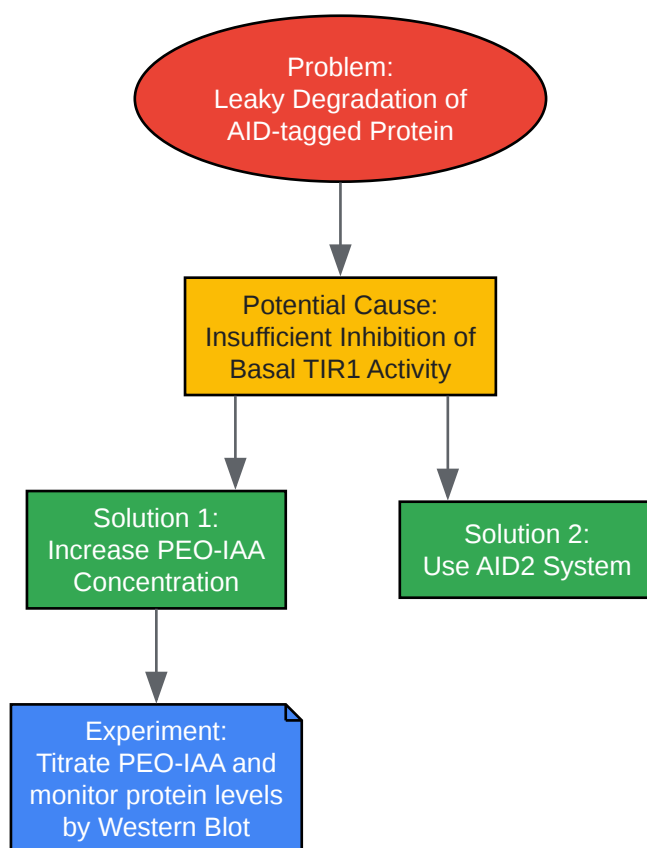 Problem:
Leaky Degradation of
AID-tagged Protein
Potential Cause:
Insufficient Inhibition of
Basal TIR1 Activity
Solution 1:
Increase PEO-IAA
Concentration
Solution 2:
Use AID2 System
Experiment:
Titrate PEO-IAA and
monitor protein levels
by Western Blot